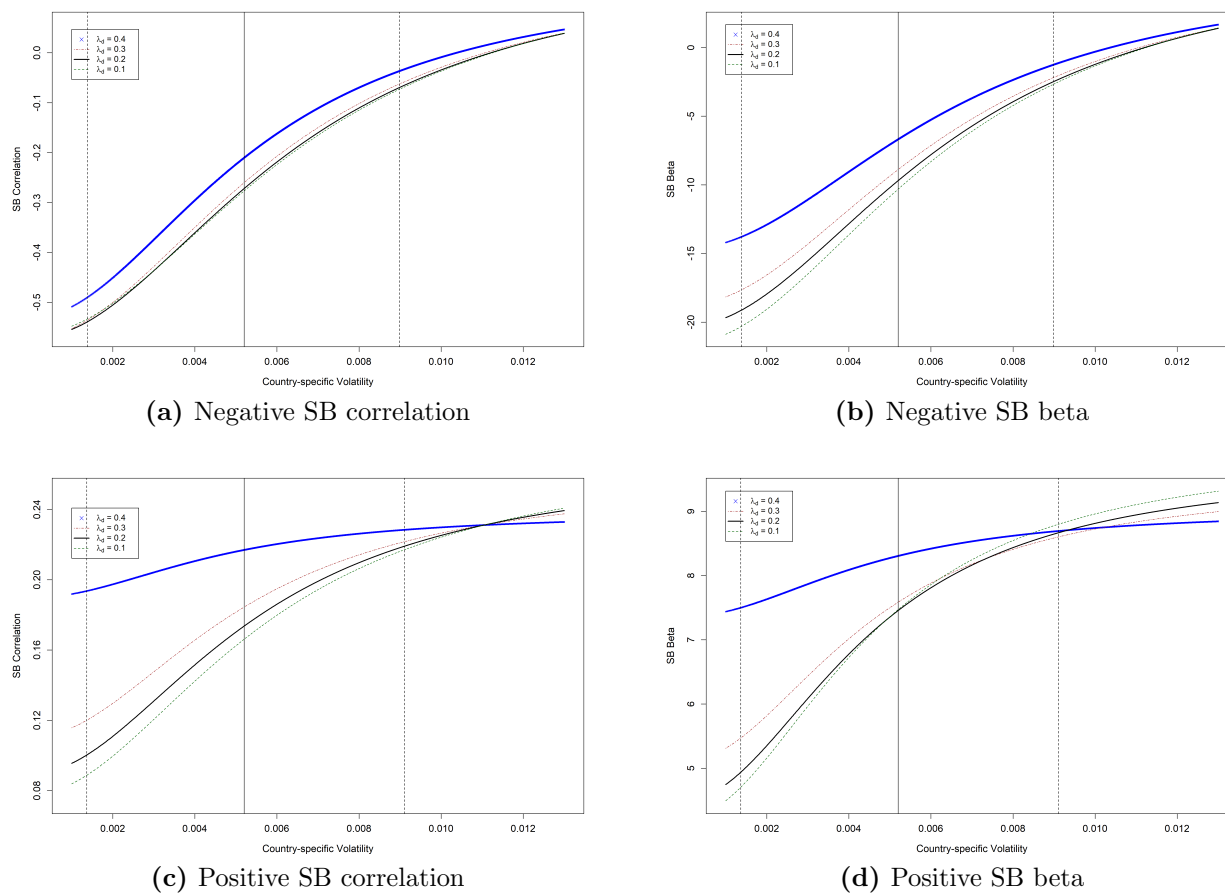 0.0
-0.1
-0.2
-0.3
-0.4
-0.5
SB Correlation
λd = 0.4
λd = 0.3
λd = 0.2
λd = 0.1
0.002 0.004 0.006 0.008 0.010 0.012
Country-specific Volatility
(a) Negative SB correlation
0
-5
-10
-15
-20
SB Beta
λd = 0.4
λd = 0.3
λd = 0.2
λd = 0.1
0.002 0.004 0.006 0.008 0.010 0.012
Country-specific Volatility
(b) Negative SB beta
0.24
0.20
0.16
0.12
0.08
SB Correlation
λd = 0.4
λd = 0.3
λd = 0.2
λd = 0.1
0.002 0.004 0.006 0.008 0.010 0.012
Country-specific Volatility
(c) Positive SB correlation
9
8
7
6
5
SB Beta
λd = 0.4
λd = 0.3
λd = 0.2
λd = 0.1
0.002 0.004 0.006 0.008 0.010 0.012
Country-specific Volatility
(d) Positive SB beta